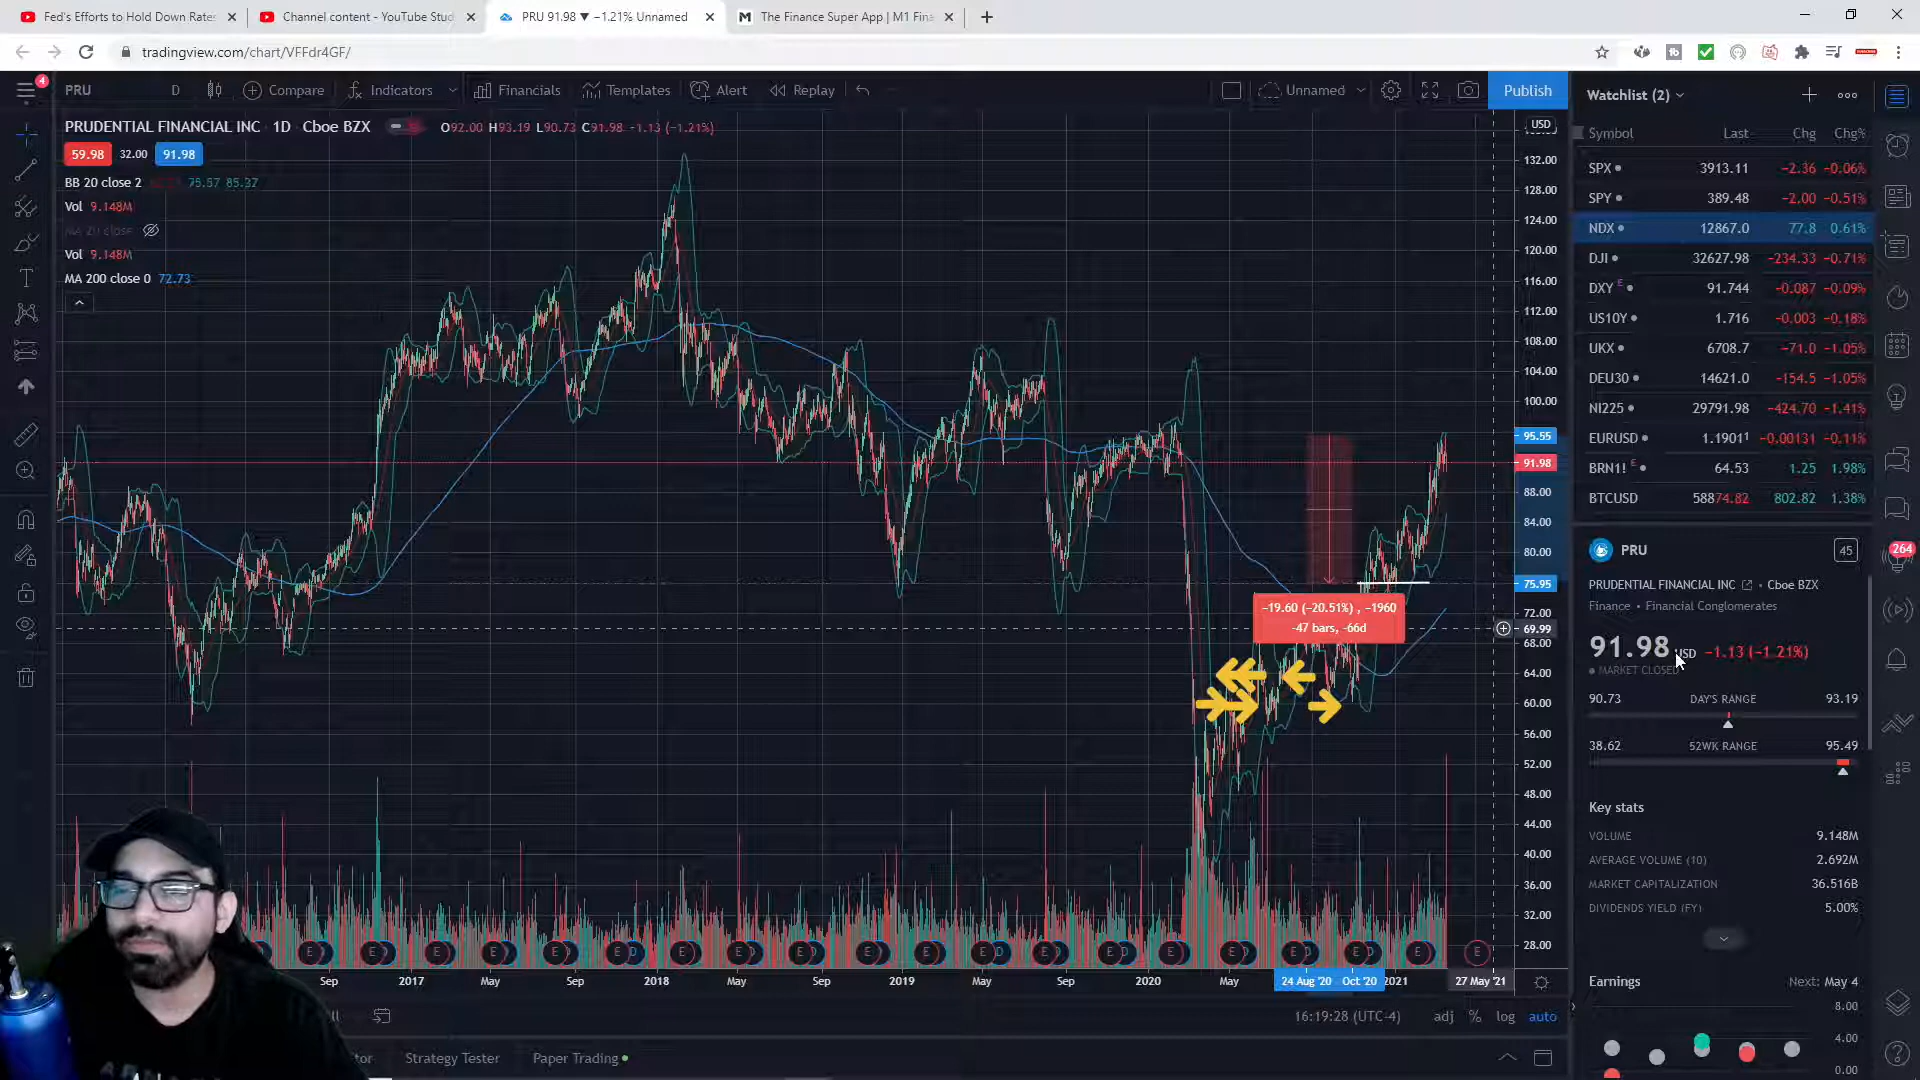 Fed's Efforts to Hold Down Rates
Channel content - YouTube Stud
PRU 91.98 ▼ −1.21% Unnamed
The Finance Super App | M1 Fina
tradingview.com/chart/VFFdr4GF/
4
PRU D Compare Indicators Financials Templates Alert Replay Unnamed Publish
PRUDENTIAL FINANCIAL INC · 1D · Cboe BZX O92.00 H93.19 L90.73 C91.98 −1.13 (−1.21%)
59.98 32.00 91.98
BB 20 close 2 75.57 85.37
Vol 9.148M
MA 20 close
Vol 9.148M
MA 200 close 0 72.73
USD
132.00
128.00
124.00
120.00
116.00
112.00
108.00
104.00
100.00
95.55
91.98
88.00
84.00
80.00
75.95
72.00
69.99
68.00
64.00
60.00
56.00
52.00
48.00
44.00
40.00
36.00
32.00
28.00
−19.60 (−20.51%) , −1960
-47 bars, -66d
Sep 2017 May Sep 2018 May Sep 2019 May Sep 2020 May 24 Aug '20 Oct '20 2021 27 May '21
16:19:28 (UTC-4) adj % log auto
Strategy Tester Paper Trading
Watchlist (2)
Symbol Last Chg Chg%
SPX 3913.11 −2.36 −0.06%
SPY 389.48 −2.00 −0.51%
NDX 12867.0 77.8 0.61%
DJI 32627.98 −234.33 −0.71%
DXY E 91.744 −0.087 −0.09%
US10Y 1.716 −0.003 −0.18%
UKX 6708.7 −71.0 −1.05%
DEU30 14621.0 −154.5 −1.05%
NI225 29791.98 −424.70 −1.41%
EURUSD 1.19011 −0.00131 −0.11%
BRN1! E 64.53 1.25 1.98%
BTCUSD 58874.82 802.82 1.38%
PRU 45
PRUDENTIAL FINANCIAL INC · Cboe BZX
Finance · Financial Conglomerates
91.98 USD −1.13 (−1.21%)
MARKET CLOSED
90.73 DAY'S RANGE 93.19
38.62 52WK RANGE 95.49
Key stats
VOLUME 9.148M
AVERAGE VOLUME (10) 2.692M
MARKET CAPITALIZATION 36.516B
DIVIDENDS YIELD (FY) 5.00%
Earnings Next: May 4
8.00
4.00
0.00
264